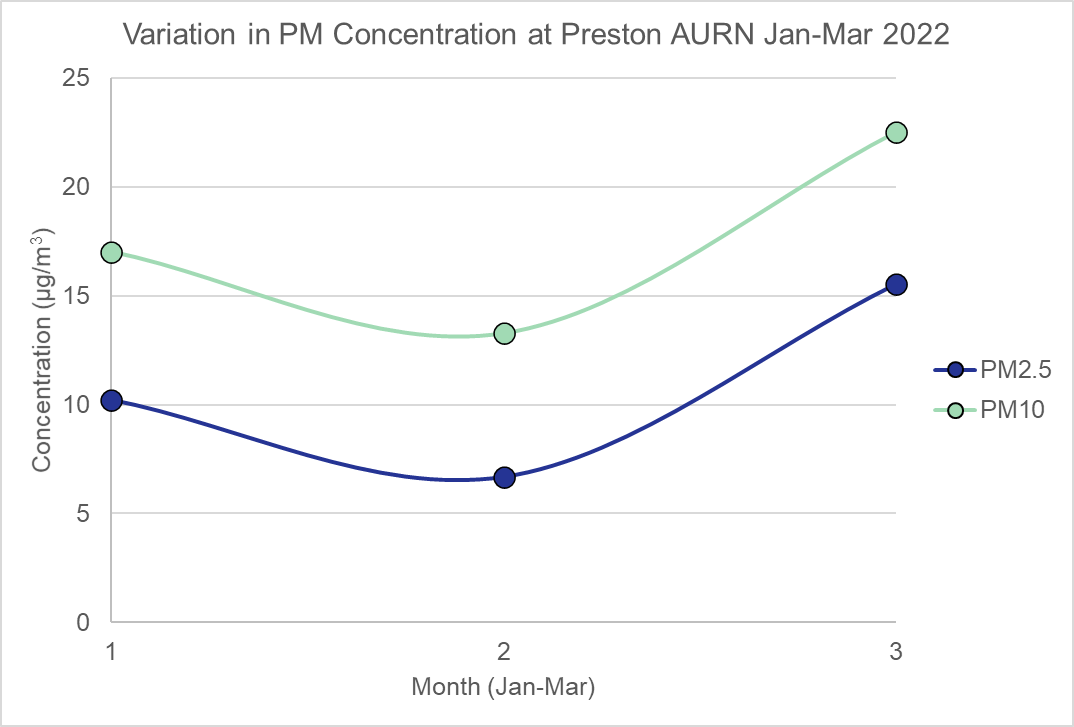 Variation in PM Concentration at Preston AURN Jan-Mar 2022
25
20
15
10
5
0
Concentration (µg/m³)
1 2 3
Month (Jan-Mar)
PM2.5
PM10